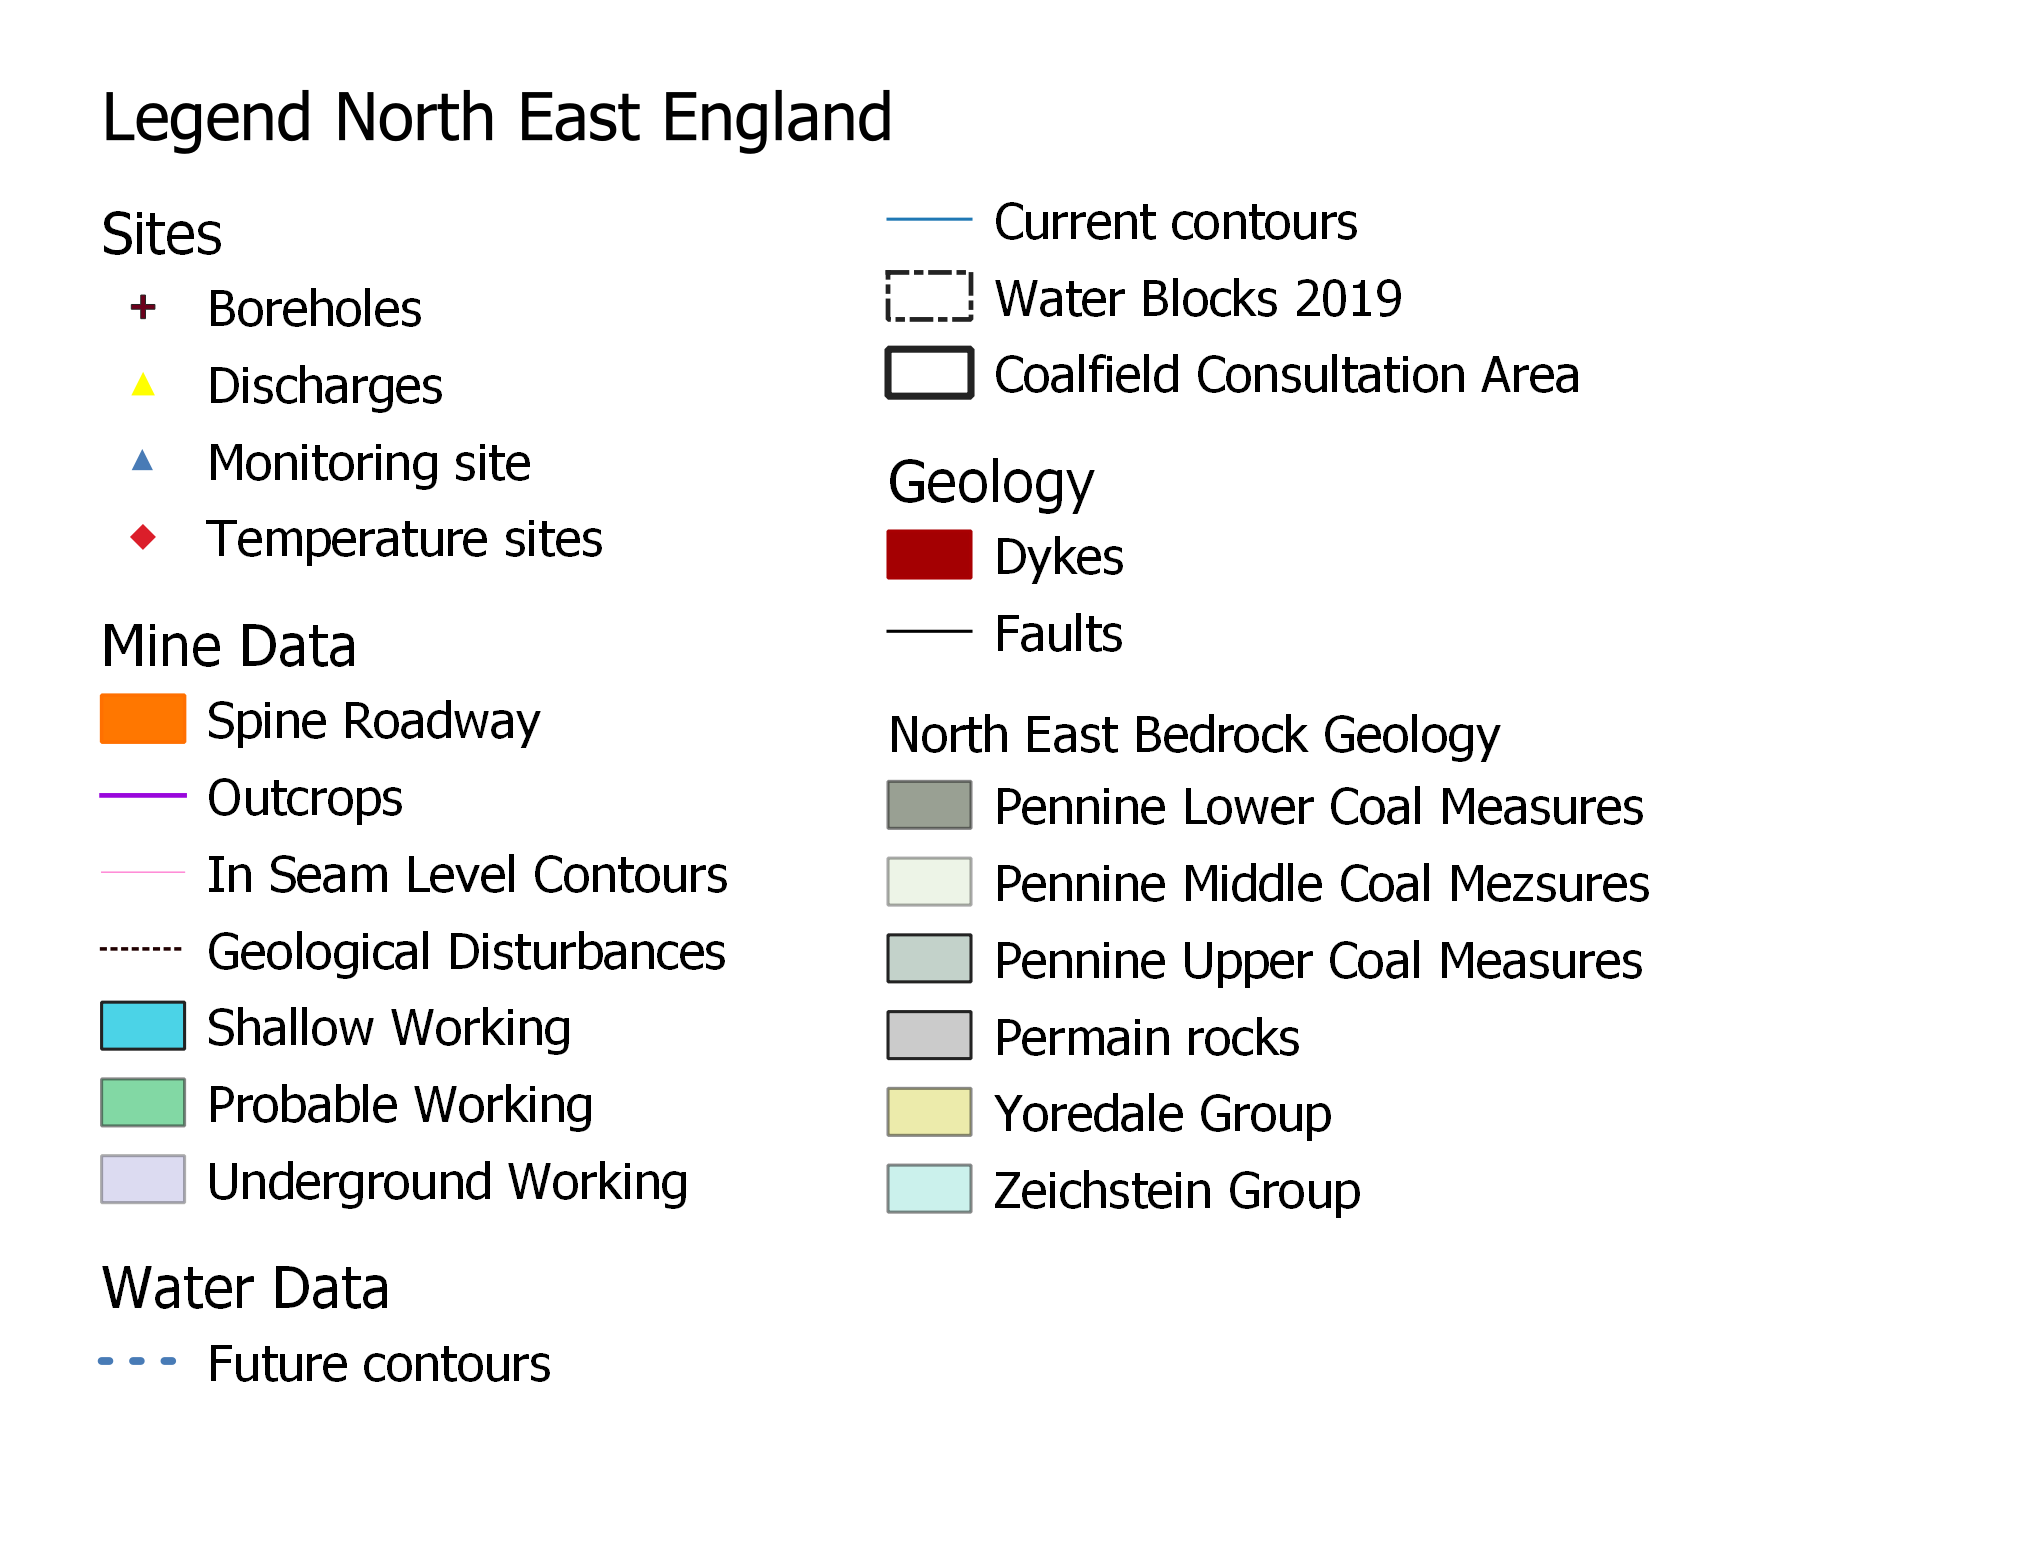 Legend North East England
Sites
Boreholes
Discharges
Monitoring site
Temperature sites
Mine Data
Spine Roadway
Outcrops
In Seam Level Contours
Geological Disturbances
Shallow Working
Probable Working
Underground Working
Water Data
Future contours
Current contours
Water Blocks 2019
Coalfield Consultation Area
Geology
Dykes
Faults
North East Bedrock Geology
Pennine Lower Coal Measures
Pennine Middle Coal Mezsures
Pennine Upper Coal Measures
Permain rocks
Yoredale Group
Zeichstein Group